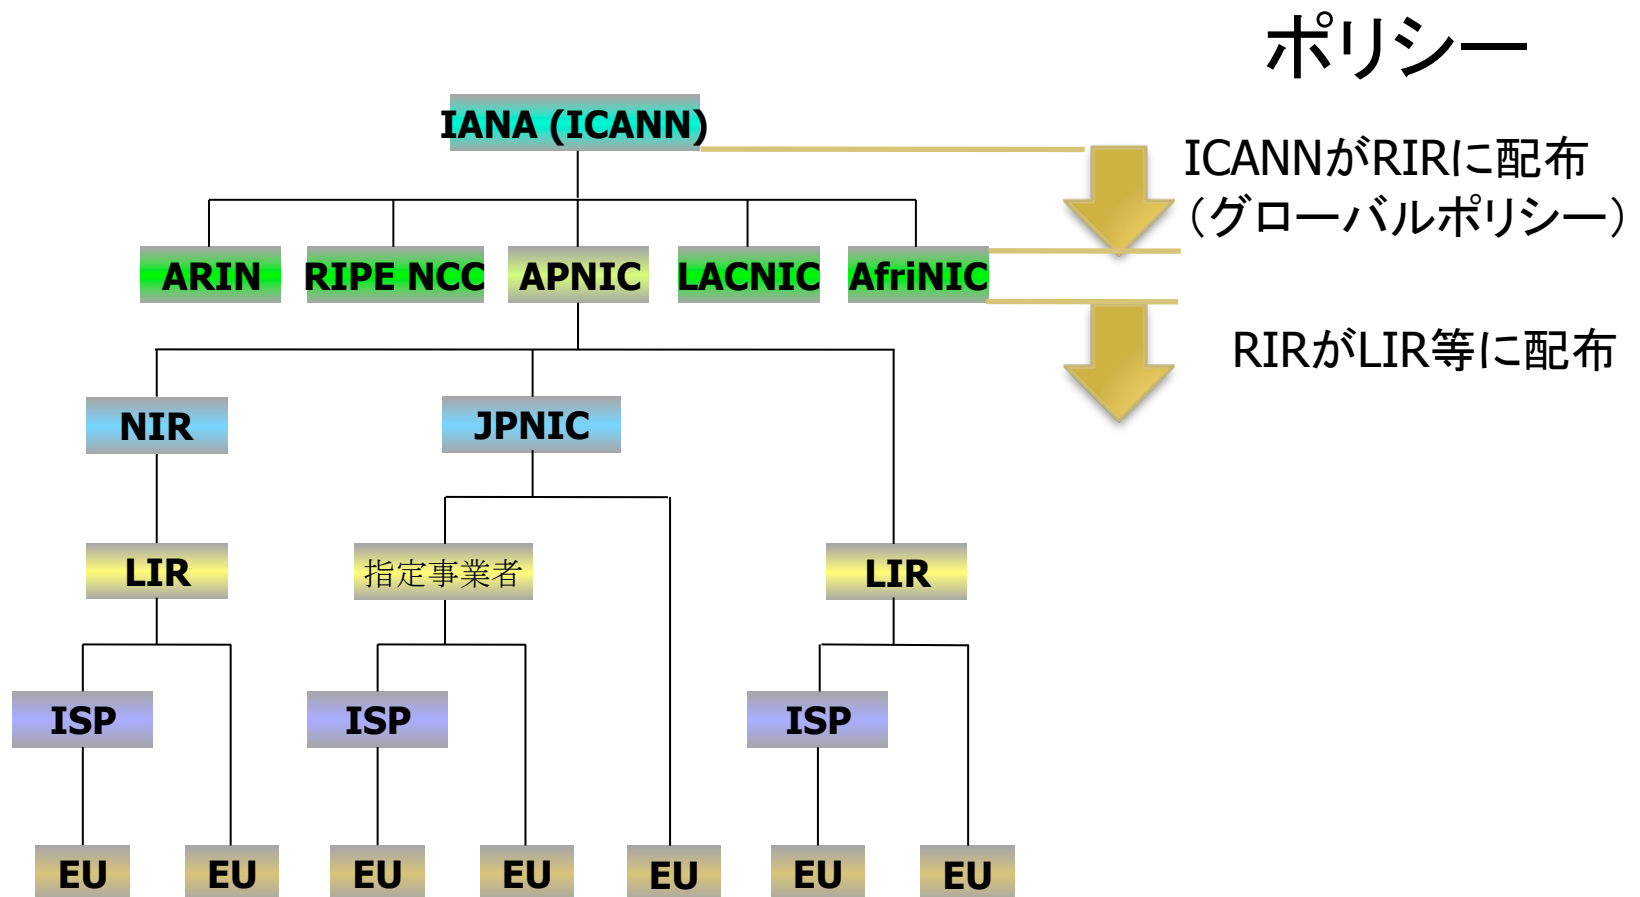 ポリシー
IANA (ICANN)
ICANNがRIRに配布
（グローバルポリシー）
ARIN
RIPE NCC
APNIC
LACNIC
AfriNIC
RIRがLIR等に配布
NIR
JPNIC
LIR
指定事業者
LIR
ISP
ISP
ISP
EU
EU
EU
EU
EU
EU
EU